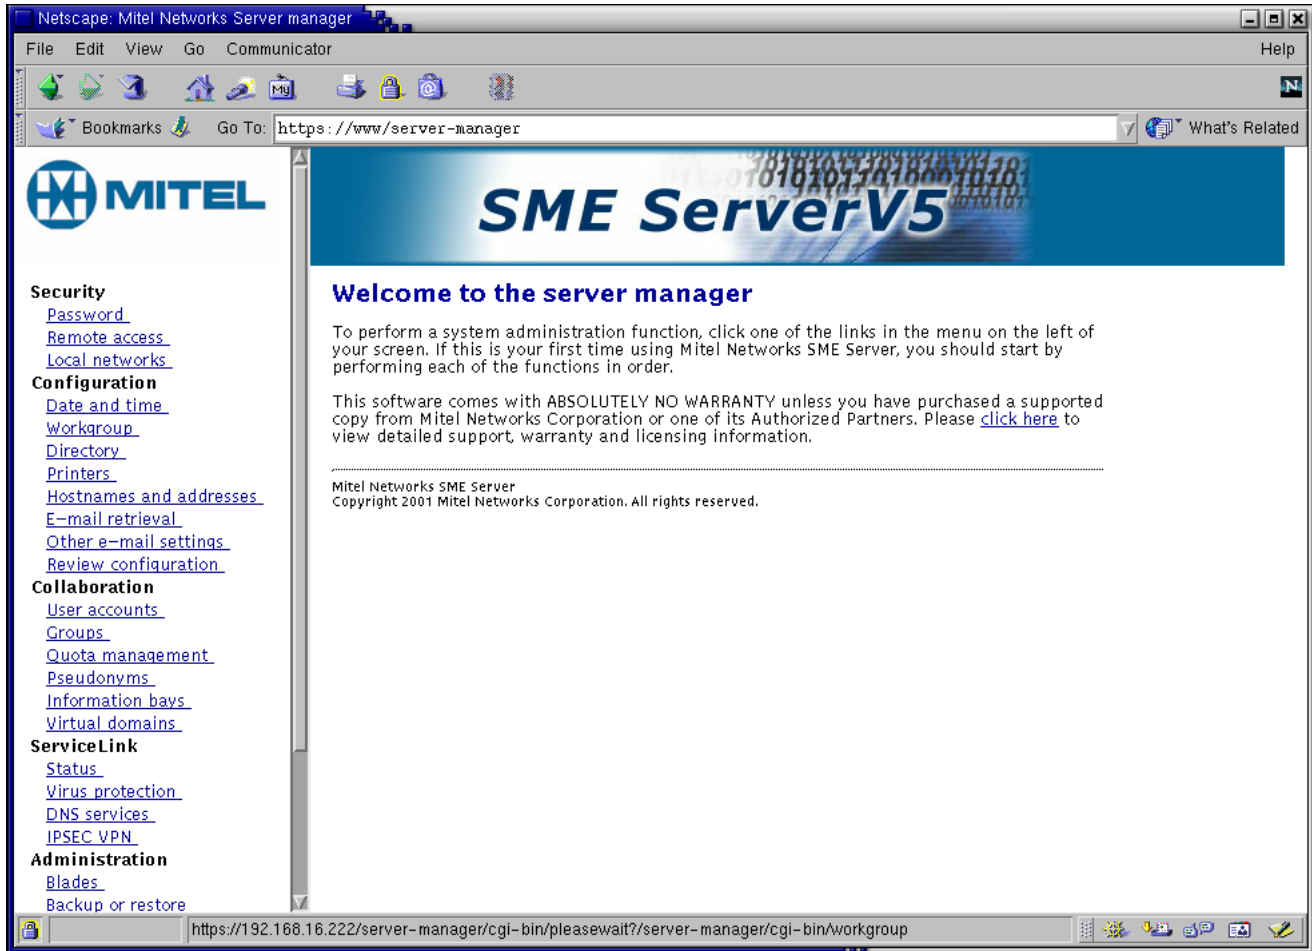 Netscape: Mitel Networks Server manager
File Edit View Go Communicator Help
My
N
Bookmarks Go To: https://www/server-manager What's Related
MITEL
SME ServerV5
Security
Password
Remote access
Local networks
Configuration
Date and time
Workgroup
Directory
Printers
Hostnames and addresses
E-mail retrieval
Other e-mail settings
Review configuration
Collaboration
User accounts
Groups
Quota management
Pseudonyms
Information bays
Virtual domains
ServiceLink
Status
Virus protection
DNS services
IPSEC VPN
Administration
Blades
Backup or restore
Welcome to the server manager
To perform a system administration function, click one of the links in the menu on the left of
your screen. If this is your first time using Mitel Networks SME Server, you should start by
performing each of the functions in order.
This software comes with ABSOLUTELY NO WARRANTY unless you have purchased a supported
copy from Mitel Networks Corporation or one of its Authorized Partners. Please click here to
view detailed support, warranty and licensing information.
Mitel Networks SME Server
Copyright 2001 Mitel Networks Corporation. All rights reserved.
https://192.168.16.222/server-manager/cgi-bin/pleasewait?/server-manager/cgi-bin/workgroup